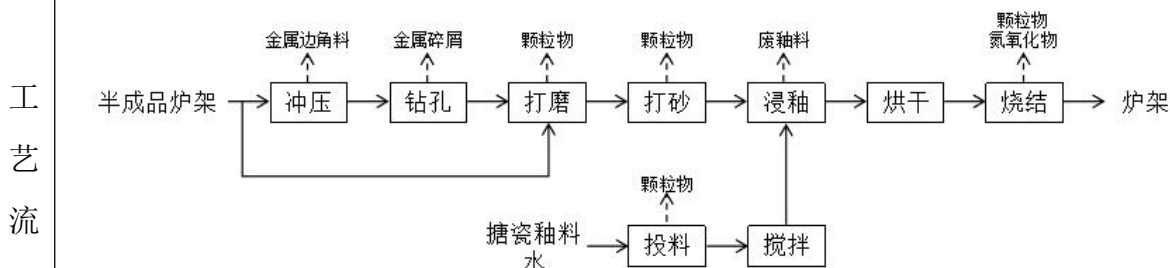 工
艺
流
金属边角料
金属碎屑
颗粒物
颗粒物
废釉料
颗粒物
氮氧化物
半成品炉架
冲压
钻孔
打磨
打砂
浸釉
烘干
烧结
炉架
颗粒物
搪瓷釉料
水
投料
搅拌